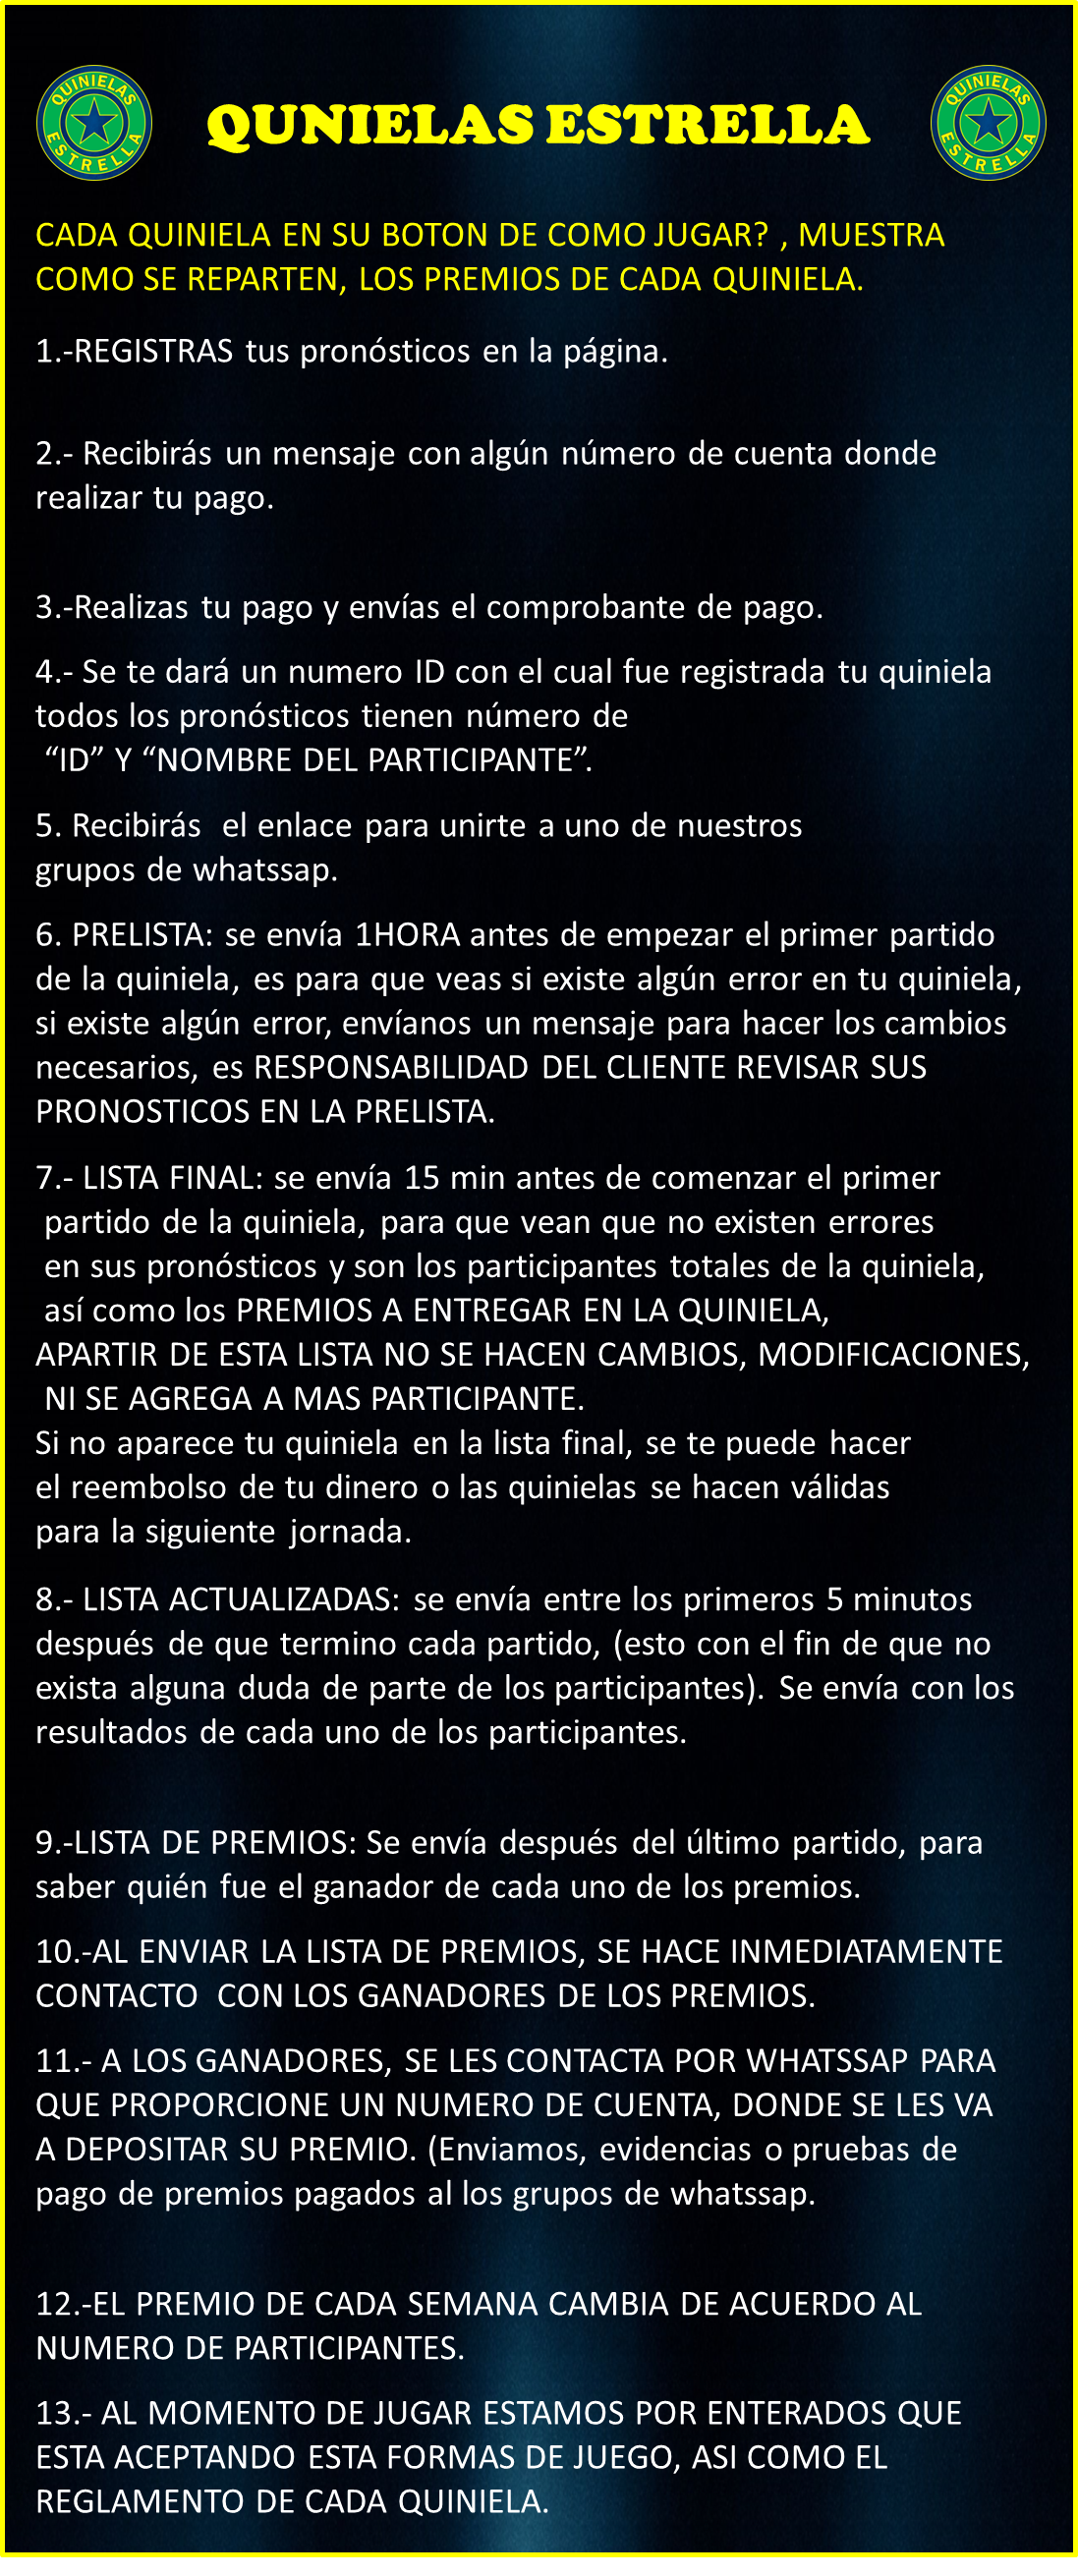 QUINIELAS ESTRELLA
QUNIELAS ESTRELLA
QUINIELAS ESTRELLA
CADA QUINIELA EN SU BOTON DE COMO JUGAR? , MUESTRA
COMO SE REPARTEN, LOS PREMIOS DE CADA QUINIELA.
1.-REGISTRAS tus pronósticos en la página.
2.- Recibirás un mensaje con algún número de cuenta donde
realizar tu pago.
3.-Realizas tu pago y envías el comprobante de pago.
4.- Se te dará un numero ID con el cual fue registrada tu quiniela
todos los pronósticos tienen número de
“ID” Y “NOMBRE DEL PARTICIPANTE”.
5. Recibirás el enlace para unirte a uno de nuestros
grupos de whatssap.
6. PRELISTA: se envía 1HORA antes de empezar el primer partido
de la quiniela, es para que veas si existe algún error en tu quiniela,
si existe algún error, envíanos un mensaje para hacer los cambios
necesarios, es RESPONSABILIDAD DEL CLIENTE REVISAR SUS
PRONOSTICOS EN LA PRELISTA.
7.- LISTA FINAL: se envía 15 min antes de comenzar el primer
partido de la quiniela, para que vean que no existen errores
en sus pronósticos y son los participantes totales de la quiniela,
así como los PREMIOS A ENTREGAR EN LA QUINIELA,
APARTIR DE ESTA LISTA NO SE HACEN CAMBIOS, MODIFICACIONES,
NI SE AGREGA A MAS PARTICIPANTE.
Si no aparece tu quiniela en la lista final, se te puede hacer
el reembolso de tu dinero o las quinielas se hacen válidas
para la siguiente jornada.
8.- LISTA ACTUALIZADAS: se envía entre los primeros 5 minutos
después de que termino cada partido, (esto con el fin de que no
exista alguna duda de parte de los participantes). Se envía con los
resultados de cada uno de los participantes.
9.-LISTA DE PREMIOS: Se envía después del último partido, para
saber quién fue el ganador de cada uno de los premios.
10.-AL ENVIAR LA LISTA DE PREMIOS, SE HACE INMEDIATAMENTE
CONTACTO CON LOS GANADORES DE LOS PREMIOS.
11.- A LOS GANADORES, SE LES CONTACTA POR WHATSSAP PARA
QUE PROPORCIONE UN NUMERO DE CUENTA, DONDE SE LES VA
A DEPOSITAR SU PREMIO. (Enviamos, evidencias o pruebas de
pago de premios pagados al los grupos de whatssap.
12.-EL PREMIO DE CADA SEMANA CAMBIA DE ACUERDO AL
NUMERO DE PARTICIPANTES.
13.- AL MOMENTO DE JUGAR ESTAMOS POR ENTERADOS QUE
ESTA ACEPTANDO ESTA FORMAS DE JUEGO, ASI COMO EL
REGLAMENTO DE CADA QUINIELA.